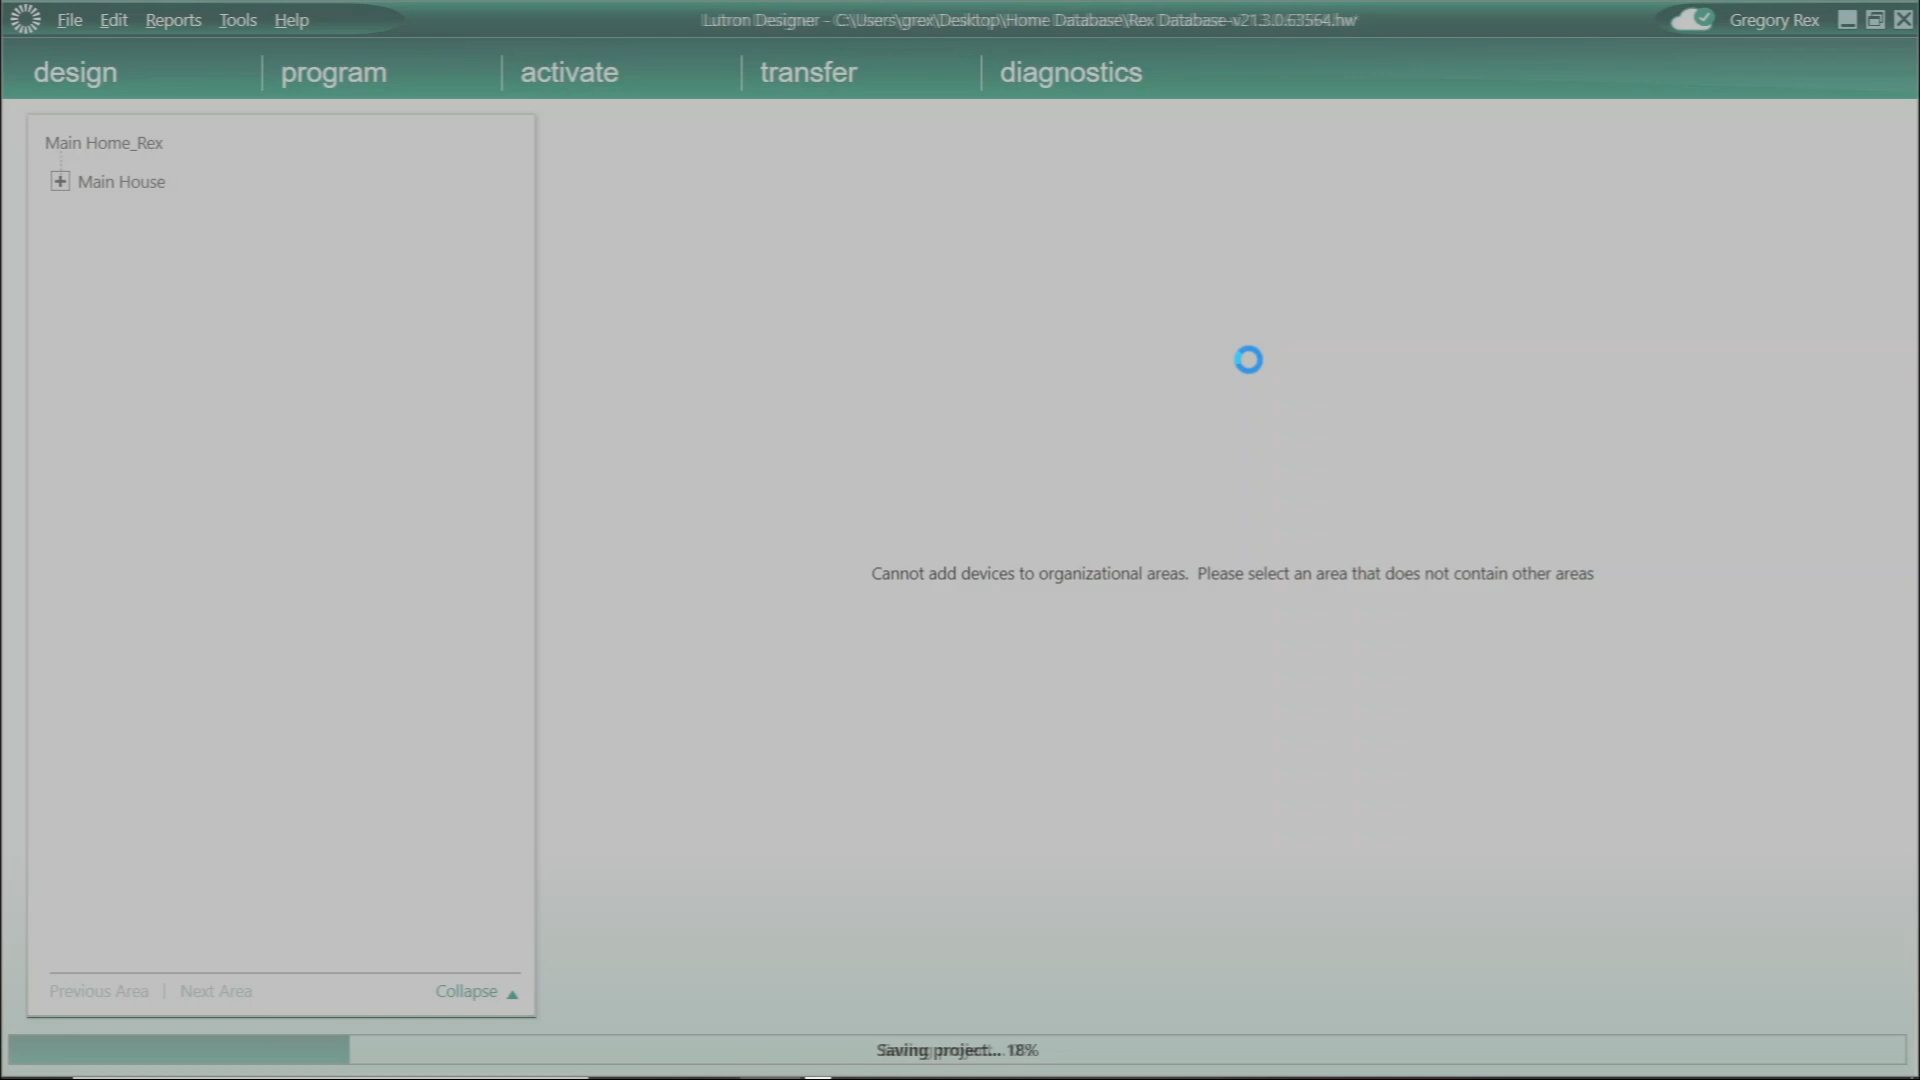 File Edit Reports Tools Help
Lutron Designer - C:\Users\grex\Desktop\Home Database\Rex Database-v21.3.0.63564.hw
Gregory Rex
design
program
activate
transfer
diagnostics
Main Home_Rex
Main House
Cannot add devices to organizational areas. Please select an area that does not contain other areas
Previous Area | Next Area
Collapse
Saving project... 18%